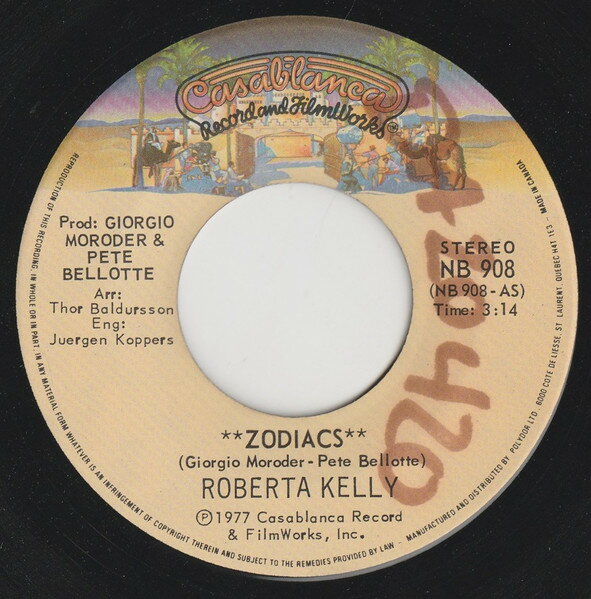 Casablanca
Record and FilmWorks
Prod: GIORGIO
MORODER &
PETE
BELLOTTE
Arr:
Thor Baldursson
Eng:
Juergen Koppers
STEREO
NB 908
(NB 908 - AS)
Time: 3:14
**ZODIACS**
(Giorgio Moroder - Pete Bellotte)
ROBERTA KELLY
Ⓟ1977 Casablanca Record
& FilmWorks, Inc.
REPRODUCTION OF THIS RECORDING, IN WHOLE OR IN PART, IN ANY MATERIAL FORM WHATEVER IS AN INFRINGEMENT OF COPYRIGHT THEREIN AND SUBJECT TO THE REMEDIES PROVIDED BY LAW – MANUFACTURED AND DISTRIBUTED BY POLYDOR LTD. 6000 COTE DE LIESSE, ST LAURENT, QUEBEC H4T 1E3 – MADE IN CANADA